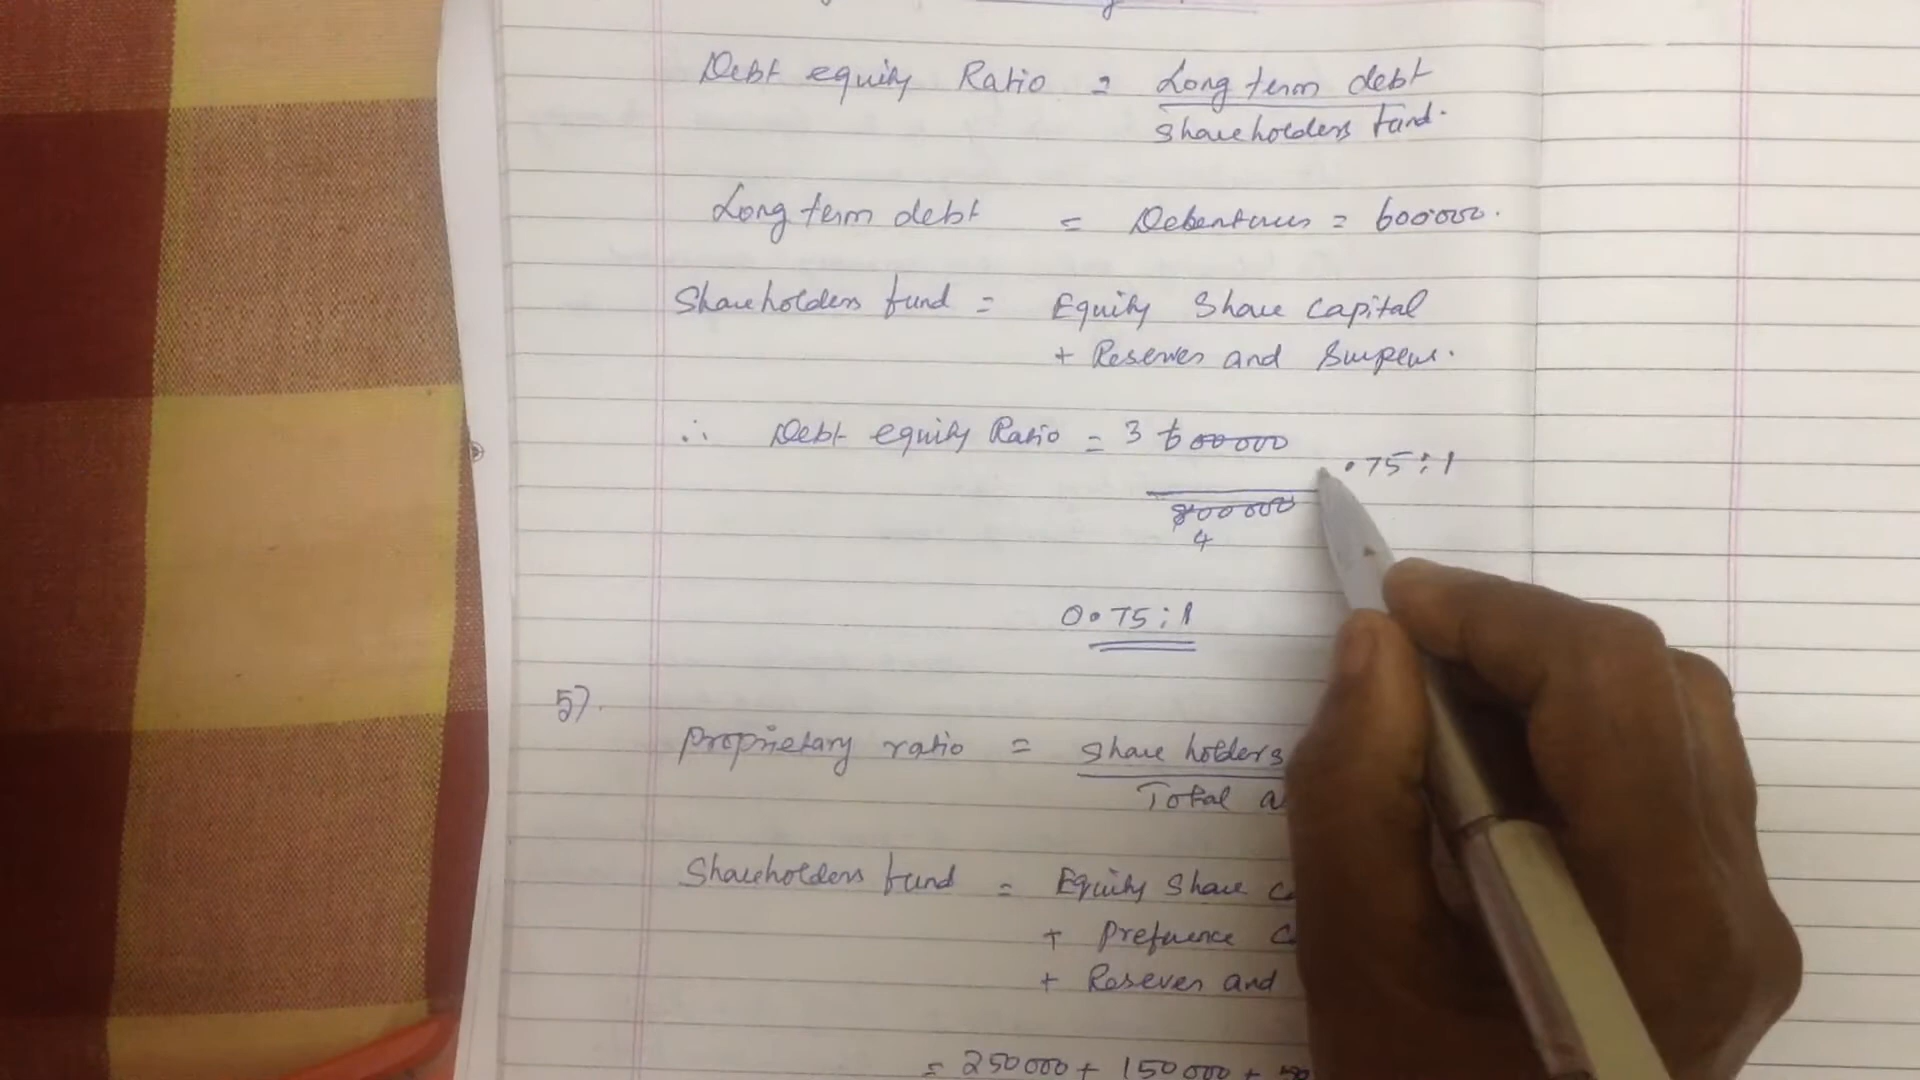 Debt equity Ratio = Long term debt
Shareholders fund.
Long term debt = Debentures = 600000.
Shareholders fund = Equity Share capital
+ Reserves and Surplus.
∴ Debt equity Ratio = 3 600000
.75:1
800000
4
0.75:1
5).
Proprietary ratio = Share holders
Total a
Shareholders fund = Equity Share c
+ Preference C
+ Reserves and
= 250000 + 150000 +